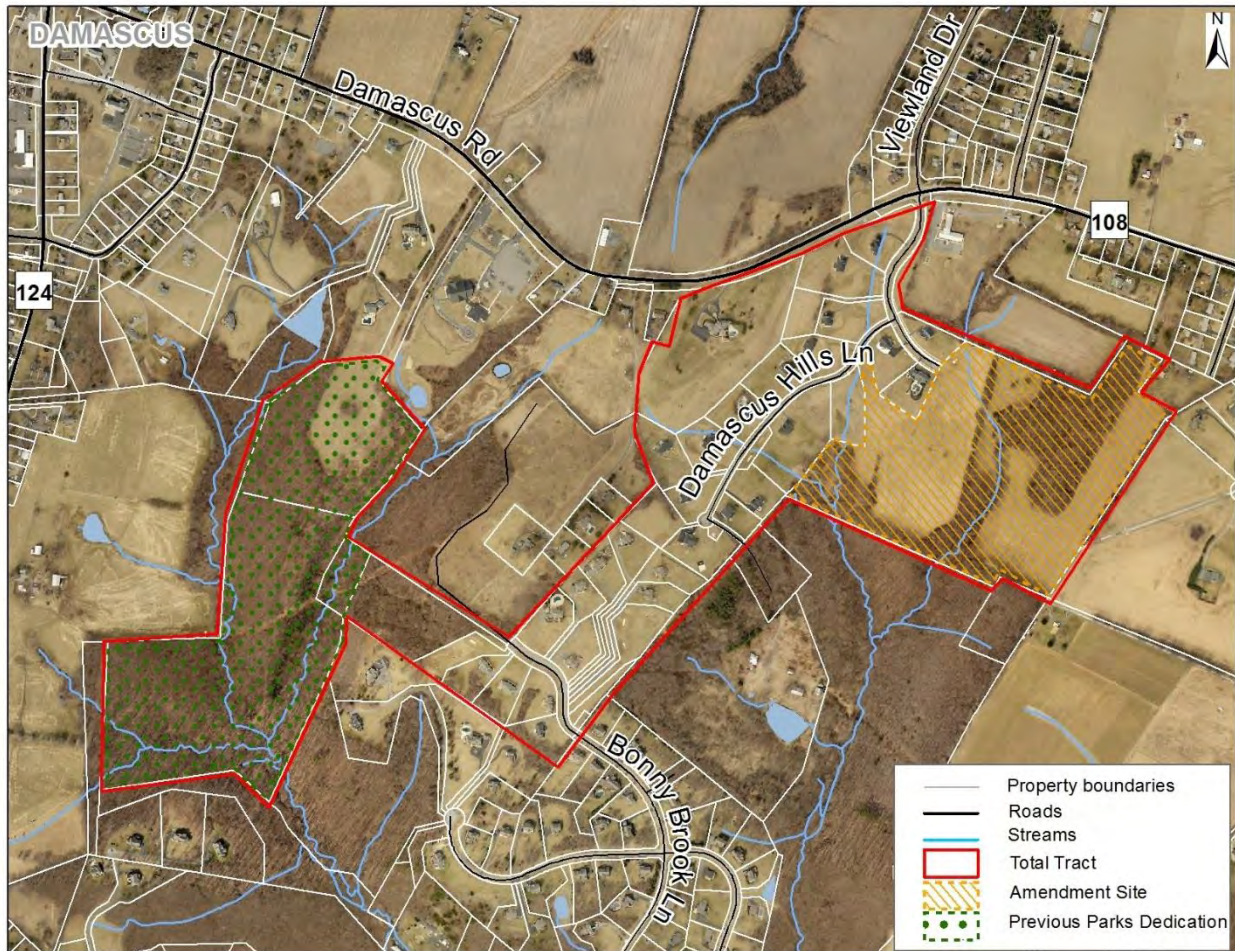 DAMASCUS
N
Damascus Rd
Viewland Dr
108
124
Damascus Hills Ln
Bonny Brook Ln
Property boundaries
Roads
Streams
Total Tract
Amendment Site
Previous Parks Dedication